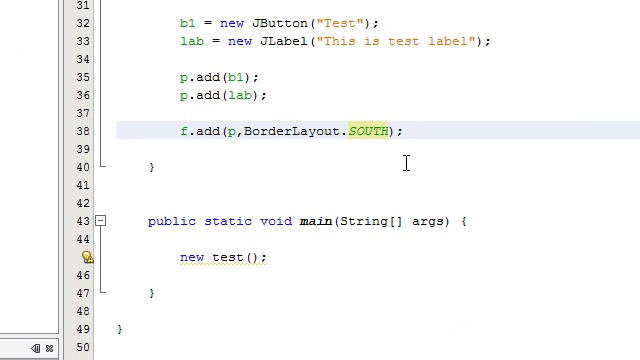 31
32 b1 = new JButton("Test");
33 lab = new JLabel("This is test label");
34
35 p.add(b1);
36 p.add(lab);
37
38 f.add(p,BorderLayout.SOUTH);
39
40 }
41
42
43 public static void main(String[] args) {
44
new test();
46
47 }
48
49 }
50